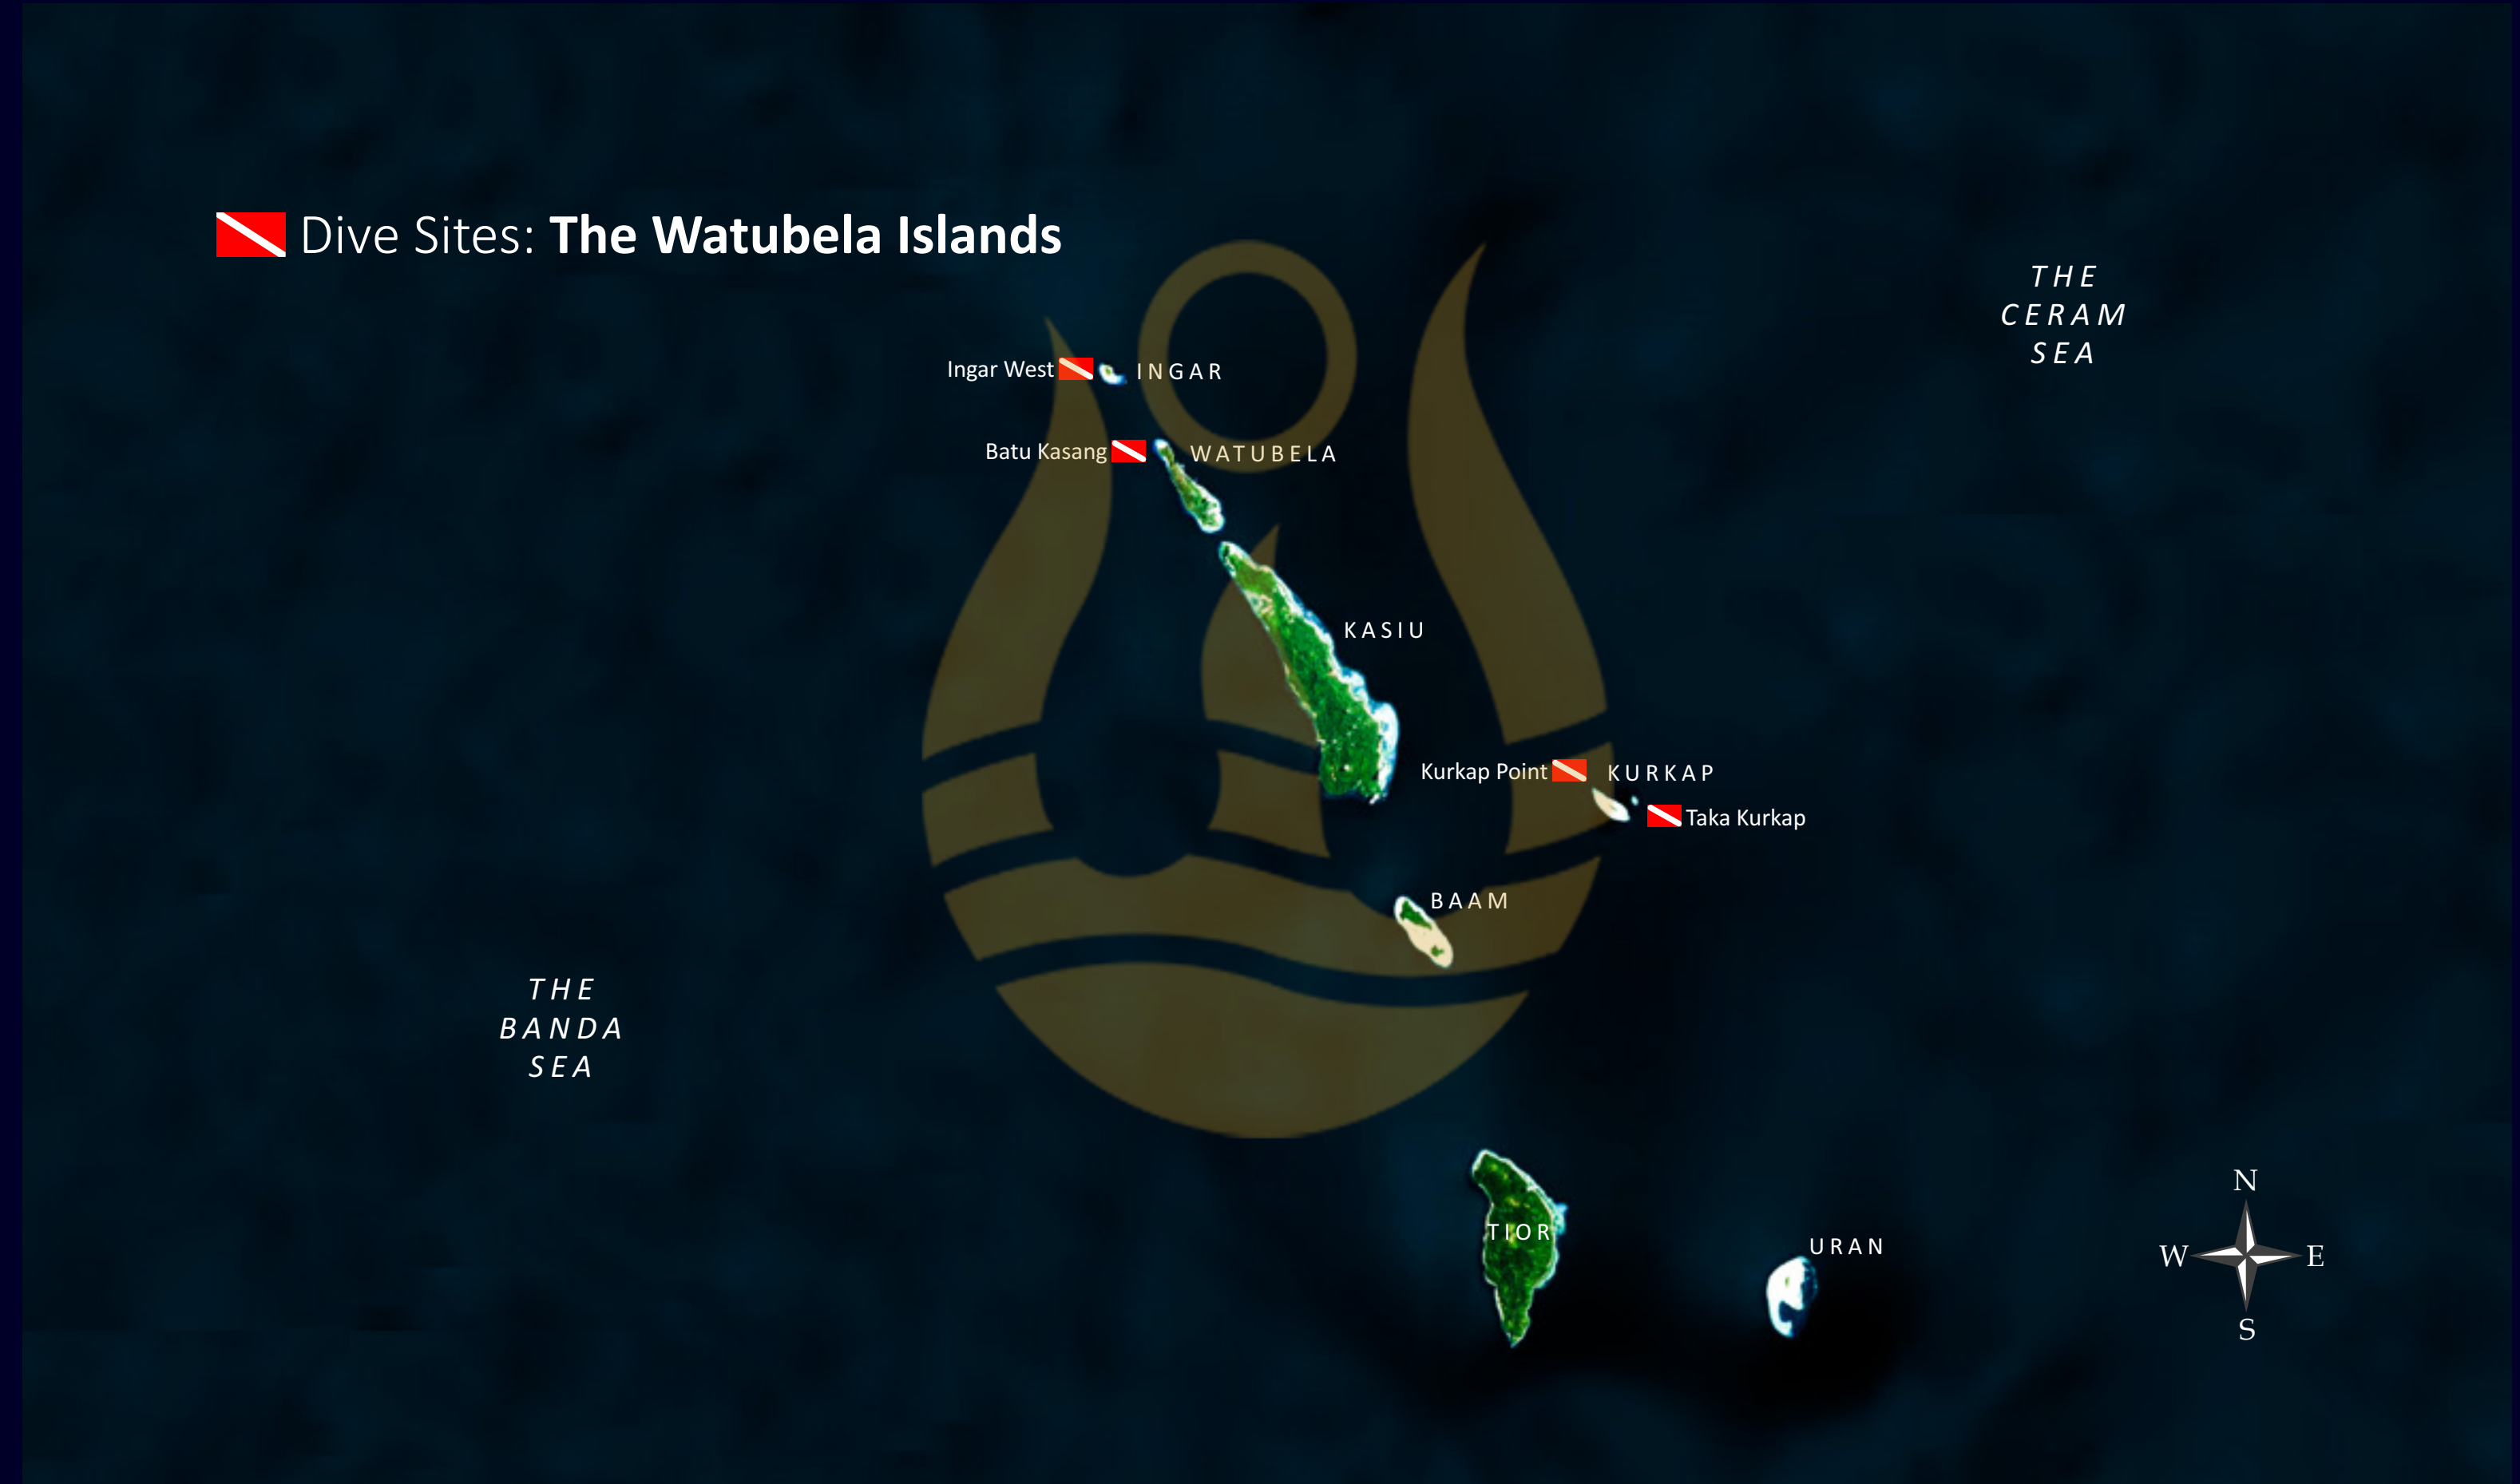 Dive Sites: The Watubela Islands
THE
CERAM
SEA
Ingar West
INGAR
Batu Kasang
WATUBELA
KASIU
Kurkap Point
KURKAP
Taka Kurkap
BAAM
THE
BANDA
SEA
TIOR
URAN
N
W
E
S